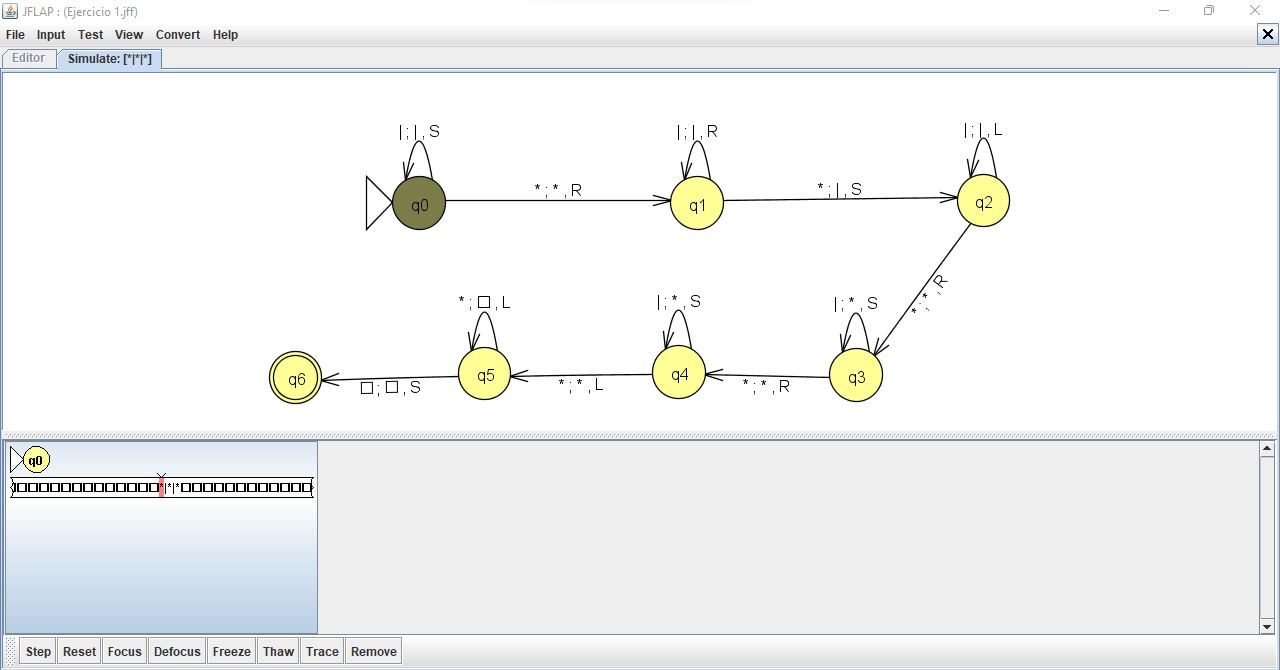 JFLAP : (Ejercicio 1.jff)
File Input Test View Convert Help
Editor Simulate: [*|*|*]
| ; | , S
| ; | , R
| ; | , L
* ; * , R
* ; | , S
q0
q1
q2
* ; * , R
* ; □ , L
| ; * , S
| ; * , S
q6
q5
q4
q3
□ ; □ , S
* ; * , L
* ; * , R
q0
*|*|*
Step Reset Focus Defocus Freeze Thaw Trace Remove